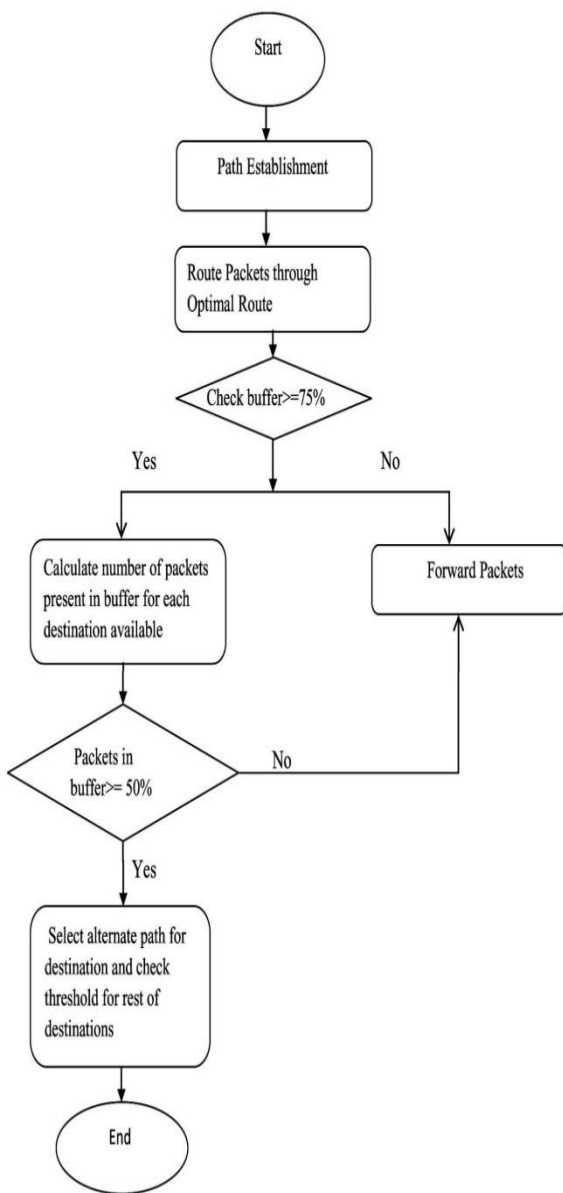 Start
Path Establishment
Route Packets through
Optimal Route
Check buffer>=75%
Yes
No
Calculate number of packets
present in buffer for each
destination available
Forward Packets
Packets in
buffer>= 50%
No
Yes
Select alternate path for
destination and check
threshold for rest of
destinations
End